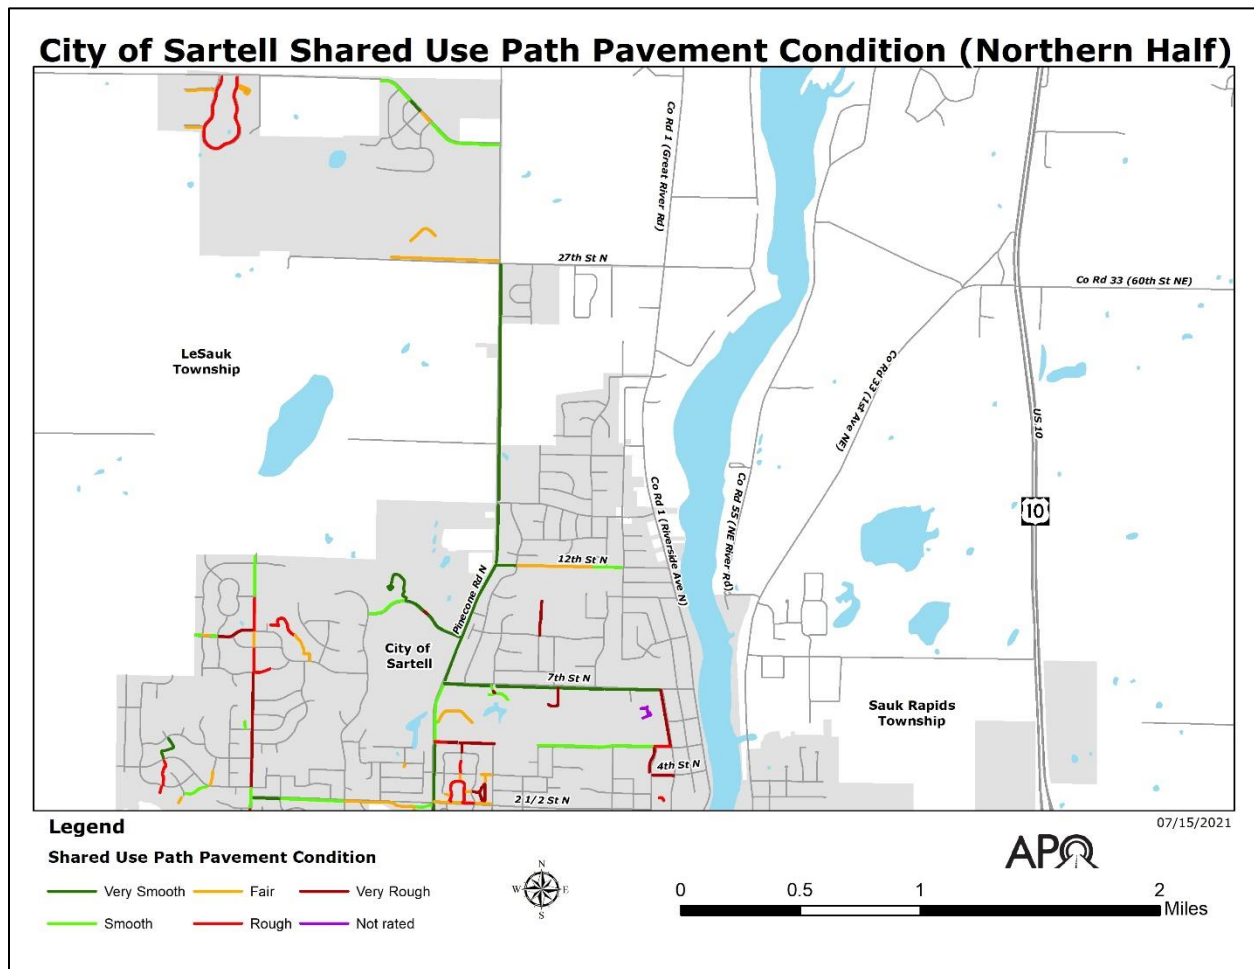 City of Sartell Shared Use Path Pavement Condition (Northern Half)
Co Rd 1 (Great River Rd)
27th St N
Co Rd 33 (60th St NE)
LeSauk
Township
Co Rd 33 (1st Ave NE)
US 10
Co Rd 1 (Riverside Ave N)
Co Rd 55 (NE River Rd)
10
12th St N
Pinecone Rd N
City of
Sartell
7th St N
Sauk Rapids
Township
4th St N
2 1/2 St N
07/15/2021
Legend
Shared Use Path Pavement Condition
Very Smooth
Fair
Very Rough
Smooth
Rough
Not rated
N
W
E
S
APO
0
0.5
1
2
Miles